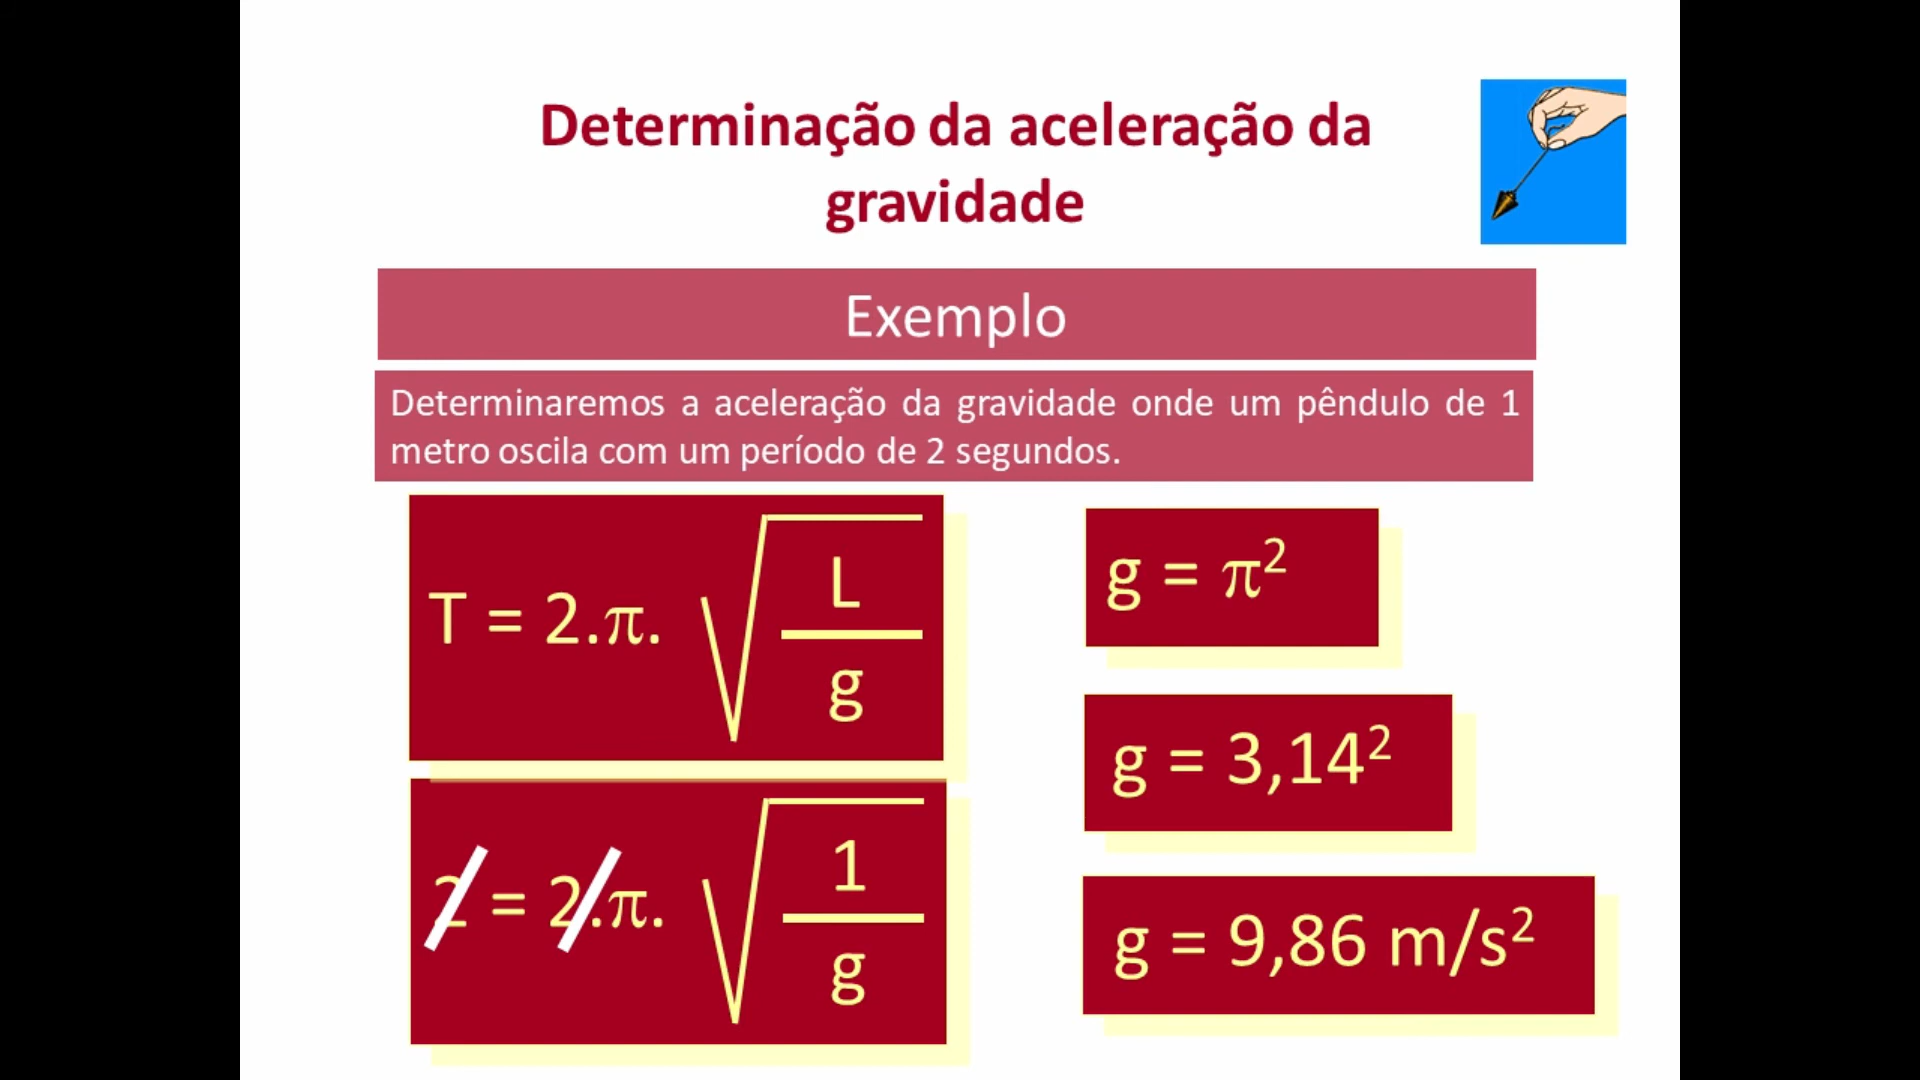 Determinação da aceleração da
gravidade
Exemplo
Determinaremos a aceleração da gravidade onde um pêndulo de 1
metro oscila com um período de 2 segundos.
T = 2.π. √
L
g
2 = 2.π. √
1
g
g = π²
g = 3,14²
g = 9,86 m/s²